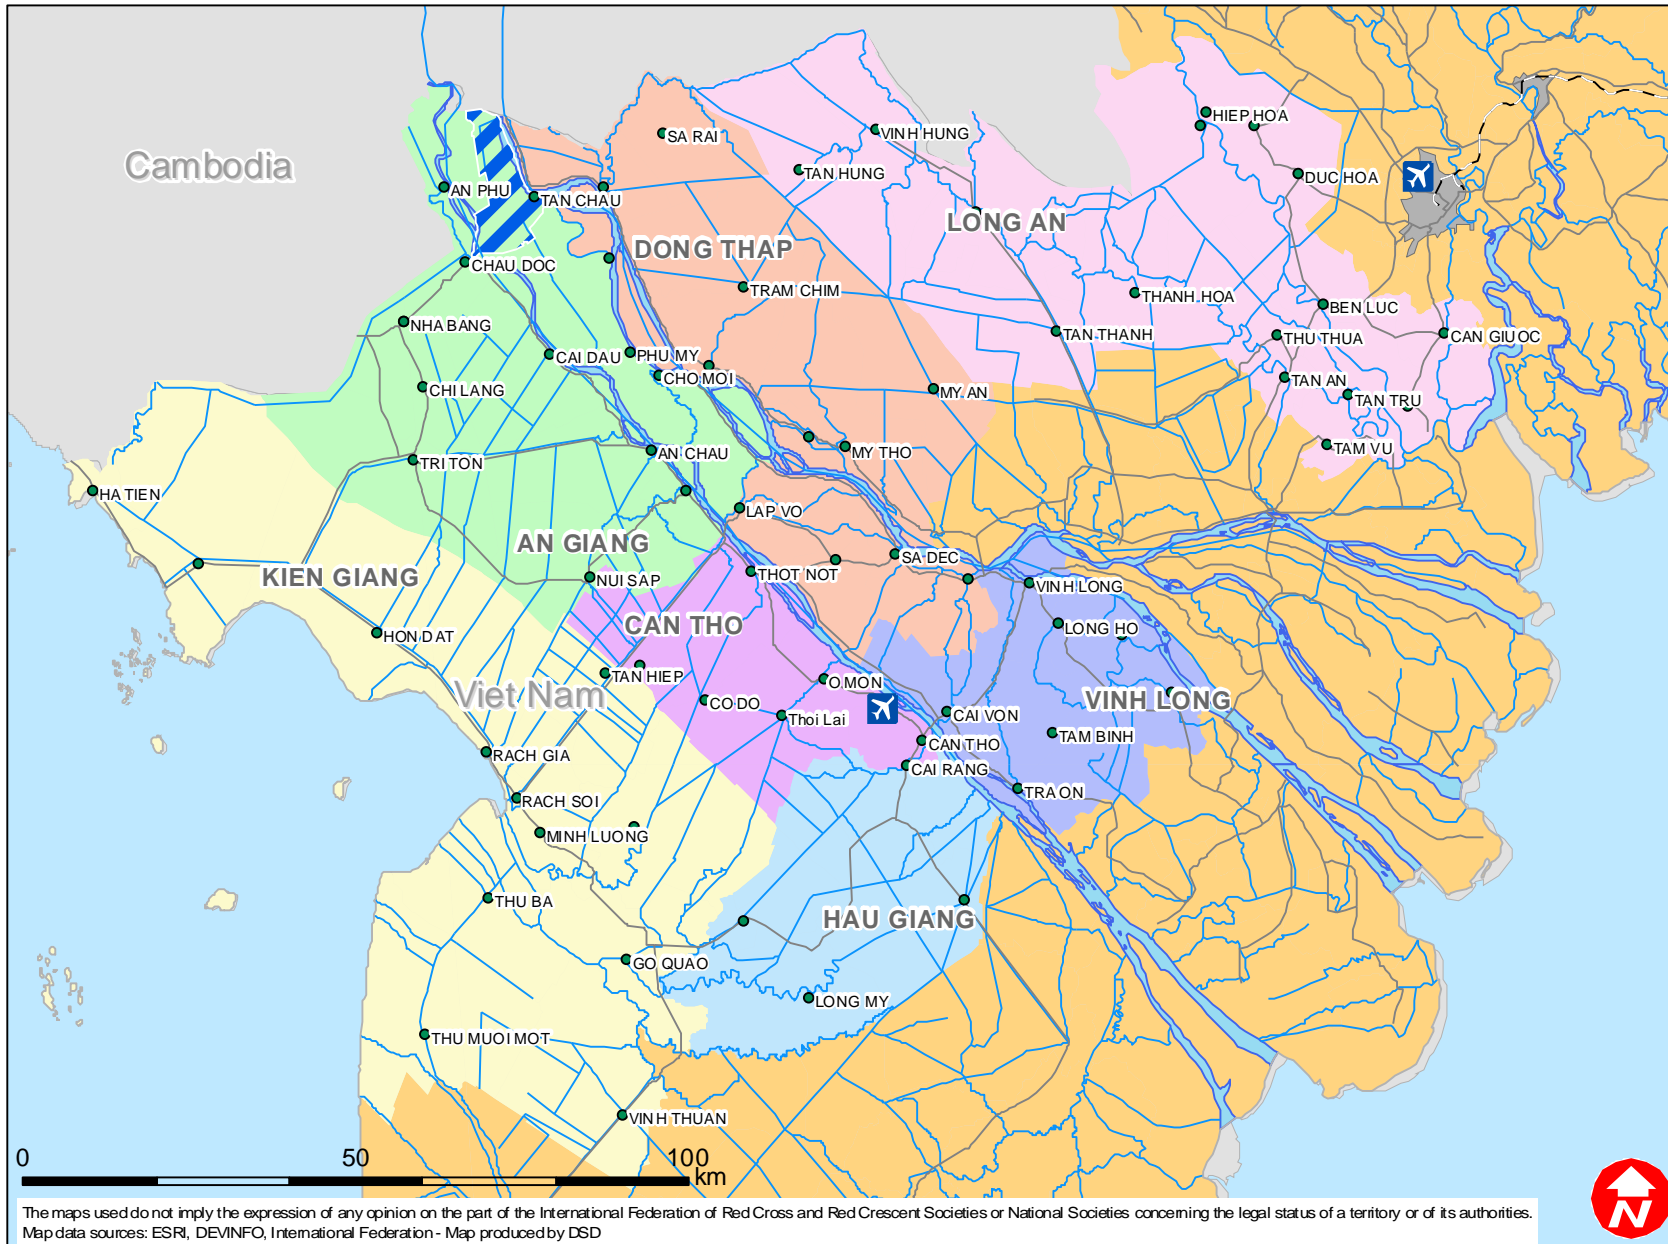 HIEP HOA
SA RAI
VINH HUNG
Cambodia
TAN HUNG
DUC HOA
AN PHU
TAN CHAU
LONG AN
DONG THAP
CHAU DOC
TRAM CHIM
THANH HOA
BEN LUC
NHA BANG
TAN THANH
THU THUA
CAN GIUOC
CAI DAU
PHU MY
CHO MOI
TAN AN
CHI LANG
MY AN
TAN TRU
AN CHAU
MY THO
TAM VU
TRI TON
HA TIEN
LAP VO
AN GIANG
SA DEC
KIEN GIANG
NUI SAP
THOT NOT
VINH LONG
CAN THO
LONG HO
HON DAT
TAN HIEP
O MON
Viet Nam
CO DO
VINH LONG
Thoi Lai
CAI VON
TAM BINH
CAN THO
RACH GIA
CAI RANG
TRA ON
RACH SOI
MINH LUONG
THU BA
HAU GIANG
GO QUAO
LONG MY
THU MUOI MOT
VINH THUAN
0 50 100
km
N
The maps used do not imply the expression of any opinion on the part of the International Federation of Red Cross and Red Crescent Societies or National Societies concerning the legal status of a territory or of its authorities.
Map data sources: ESRI, DEVINFO, International Federation - Map produced by DSD